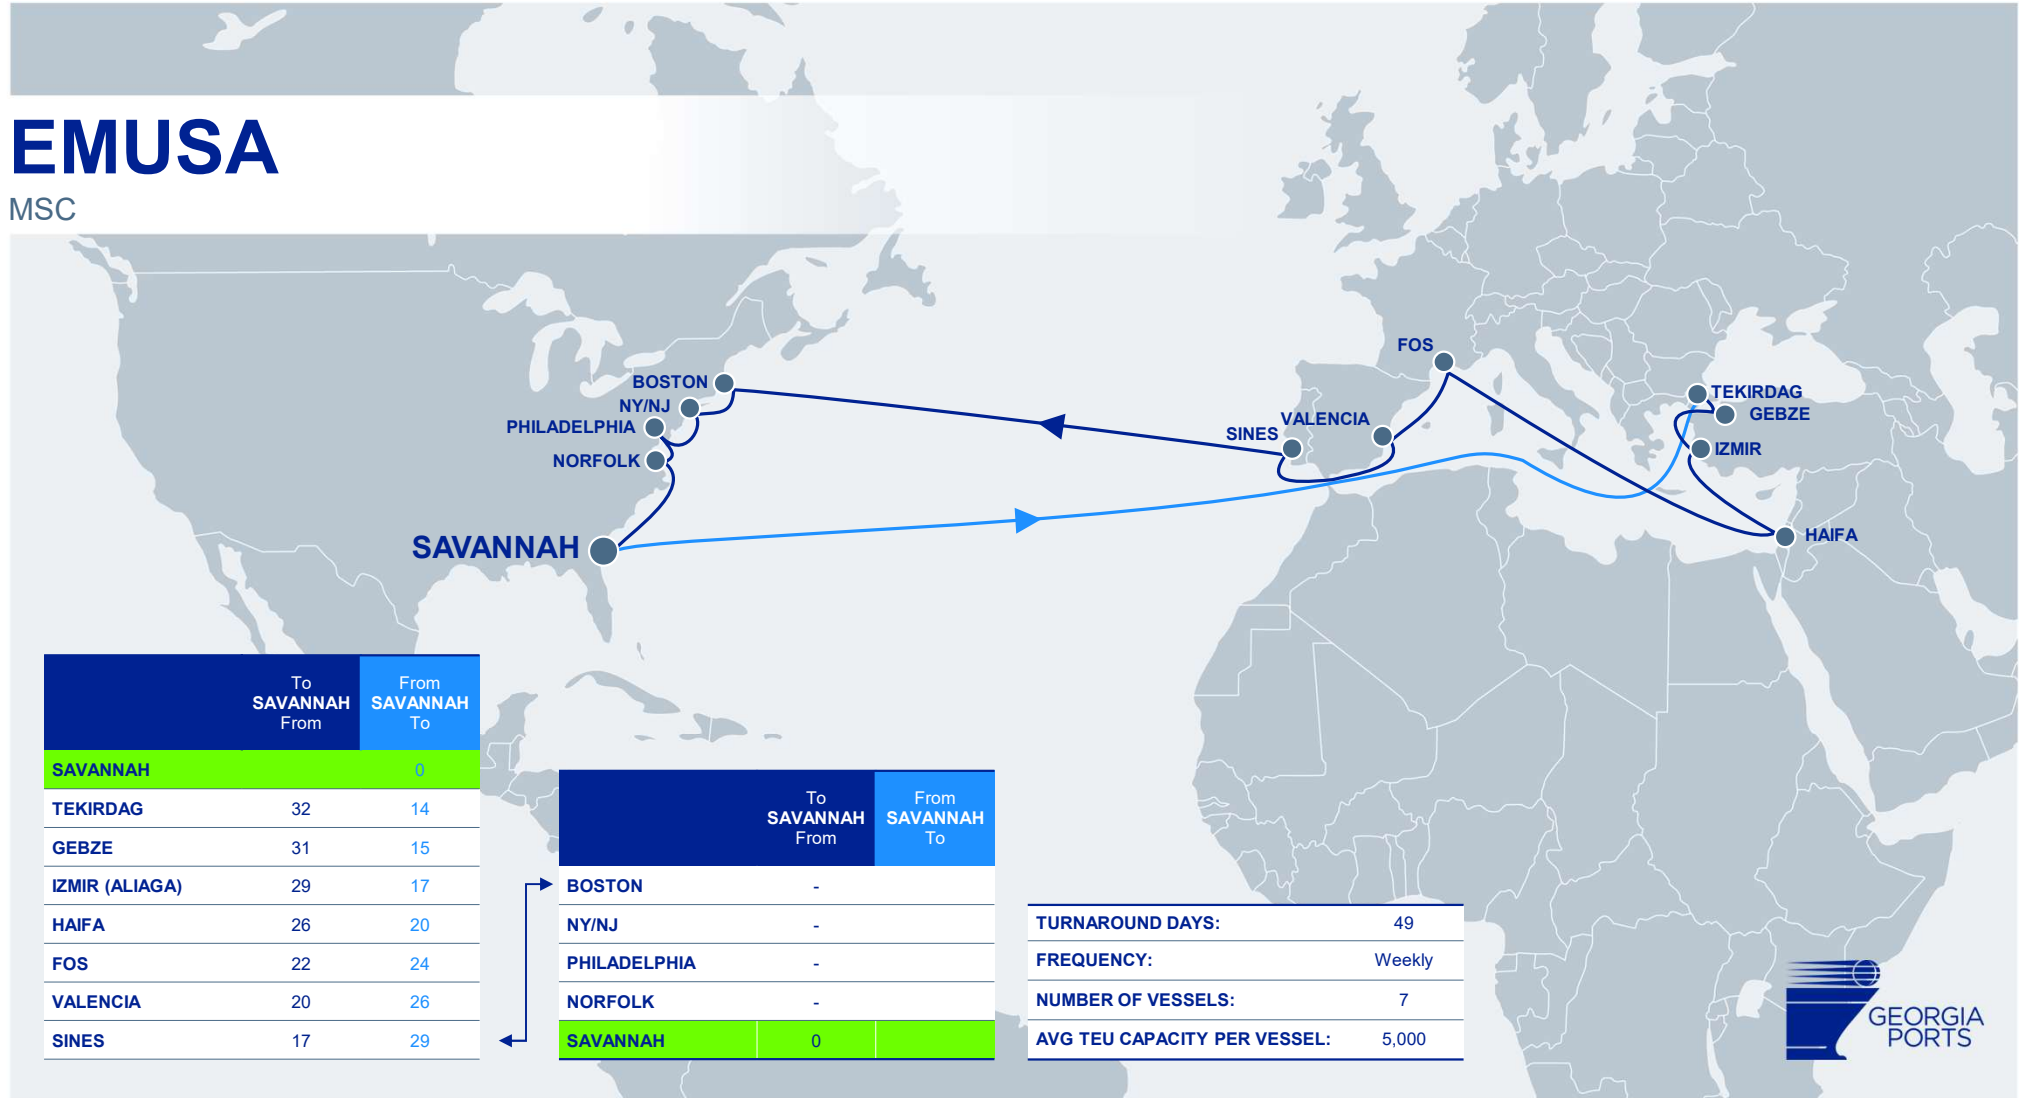 EMUSA
MSC
FOS
BOSTON
TEKIRDAG
NY/NJ
GEBZE
VALENCIA
PHILADELPHIA
SINES
IZMIR
NORFOLK
HAIFA
SAVANNAH
To SAVANNAH From
From SAVANNAH To
SAVANNAH 0
TEKIRDAG 32 14
GEBZE 31 15
IZMIR (ALIAGA) 29 17
HAIFA 26 20
FOS 22 24
VALENCIA 20 26
SINES 17 29
To SAVANNAH From
From SAVANNAH To
BOSTON -
NY/NJ -
PHILADELPHIA -
NORFOLK -
SAVANNAH 0
TURNAROUND DAYS: 49
FREQUENCY: Weekly
NUMBER OF VESSELS: 7
AVG TEU CAPACITY PER VESSEL: 5,000
GEORGIA
PORTS